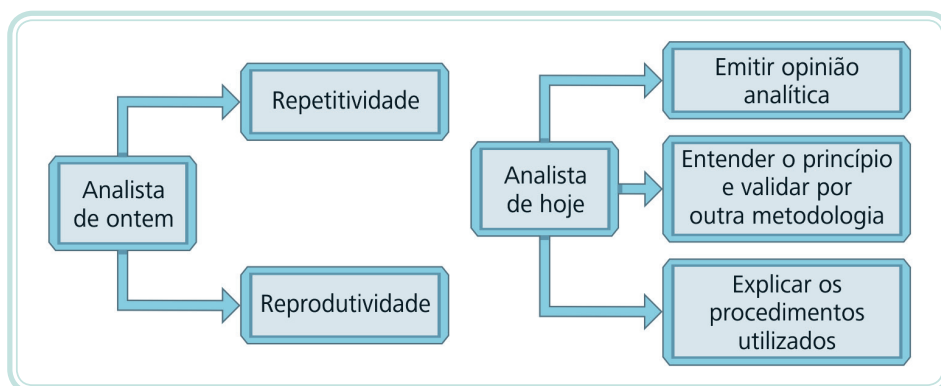 Analista
de ontem
Repetitividade
Reprodutividade
Analista
de hoje
Emitir opinião
analítica
Entender o princípio
e validar por
outra metodologia
Explicar os
procedimentos
utilizados